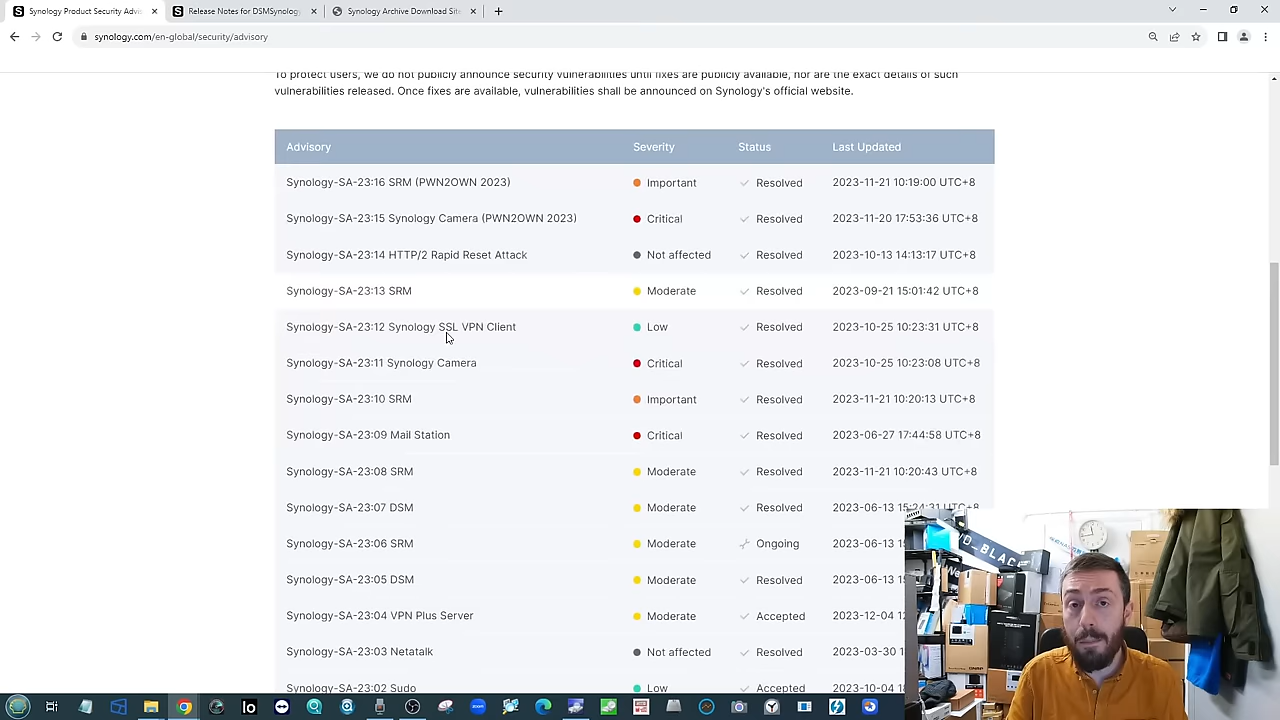 Synology Product Security Advis
Release Notes for DSMSynology
Synology Archive Download Site
synology.com/en-global/security/advisory
To protect users, we do not publicly announce security vulnerabilities until fixes are publicly available, nor are the exact details of such
vulnerabilities released. Once fixes are available, vulnerabilities shall be announced on Synology's official website.
Advisory Severity Status Last Updated
Synology-SA-23:16 SRM (PWN2OWN 2023) Important Resolved 2023-11-21 10:19:00 UTC+8
Synology-SA-23:15 Synology Camera (PWN2OWN 2023) Critical Resolved 2023-11-20 17:53:36 UTC+8
Synology-SA-23:14 HTTP/2 Rapid Reset Attack Not affected Resolved 2023-10-13 14:13:17 UTC+8
Synology-SA-23:13 SRM Moderate Resolved 2023-09-21 15:01:42 UTC+8
Synology-SA-23:12 Synology SSL VPN Client Low Resolved 2023-10-25 10:23:31 UTC+8
Synology-SA-23:11 Synology Camera Critical Resolved 2023-10-25 10:23:08 UTC+8
Synology-SA-23:10 SRM Important Resolved 2023-11-21 10:20:13 UTC+8
Synology-SA-23:09 Mail Station Critical Resolved 2023-06-27 17:44:58 UTC+8
Synology-SA-23:08 SRM Moderate Resolved 2023-11-21 10:20:43 UTC+8
Synology-SA-23:07 DSM Moderate Resolved 2023-06-13 15:24:31 UTC+8
Synology-SA-23:06 SRM Moderate Ongoing 2023-06-13 15
Synology-SA-23:05 DSM Moderate Resolved 2023-06-13 15
Synology-SA-23:04 VPN Plus Server Moderate Accepted 2023-12-04 12
Synology-SA-23:03 Netatalk Not affected Resolved 2023-03-30 1
Synology-SA-23:02 Sudo Low Accepted 2023-10-04 18
WD_BLAC
Io
zoom